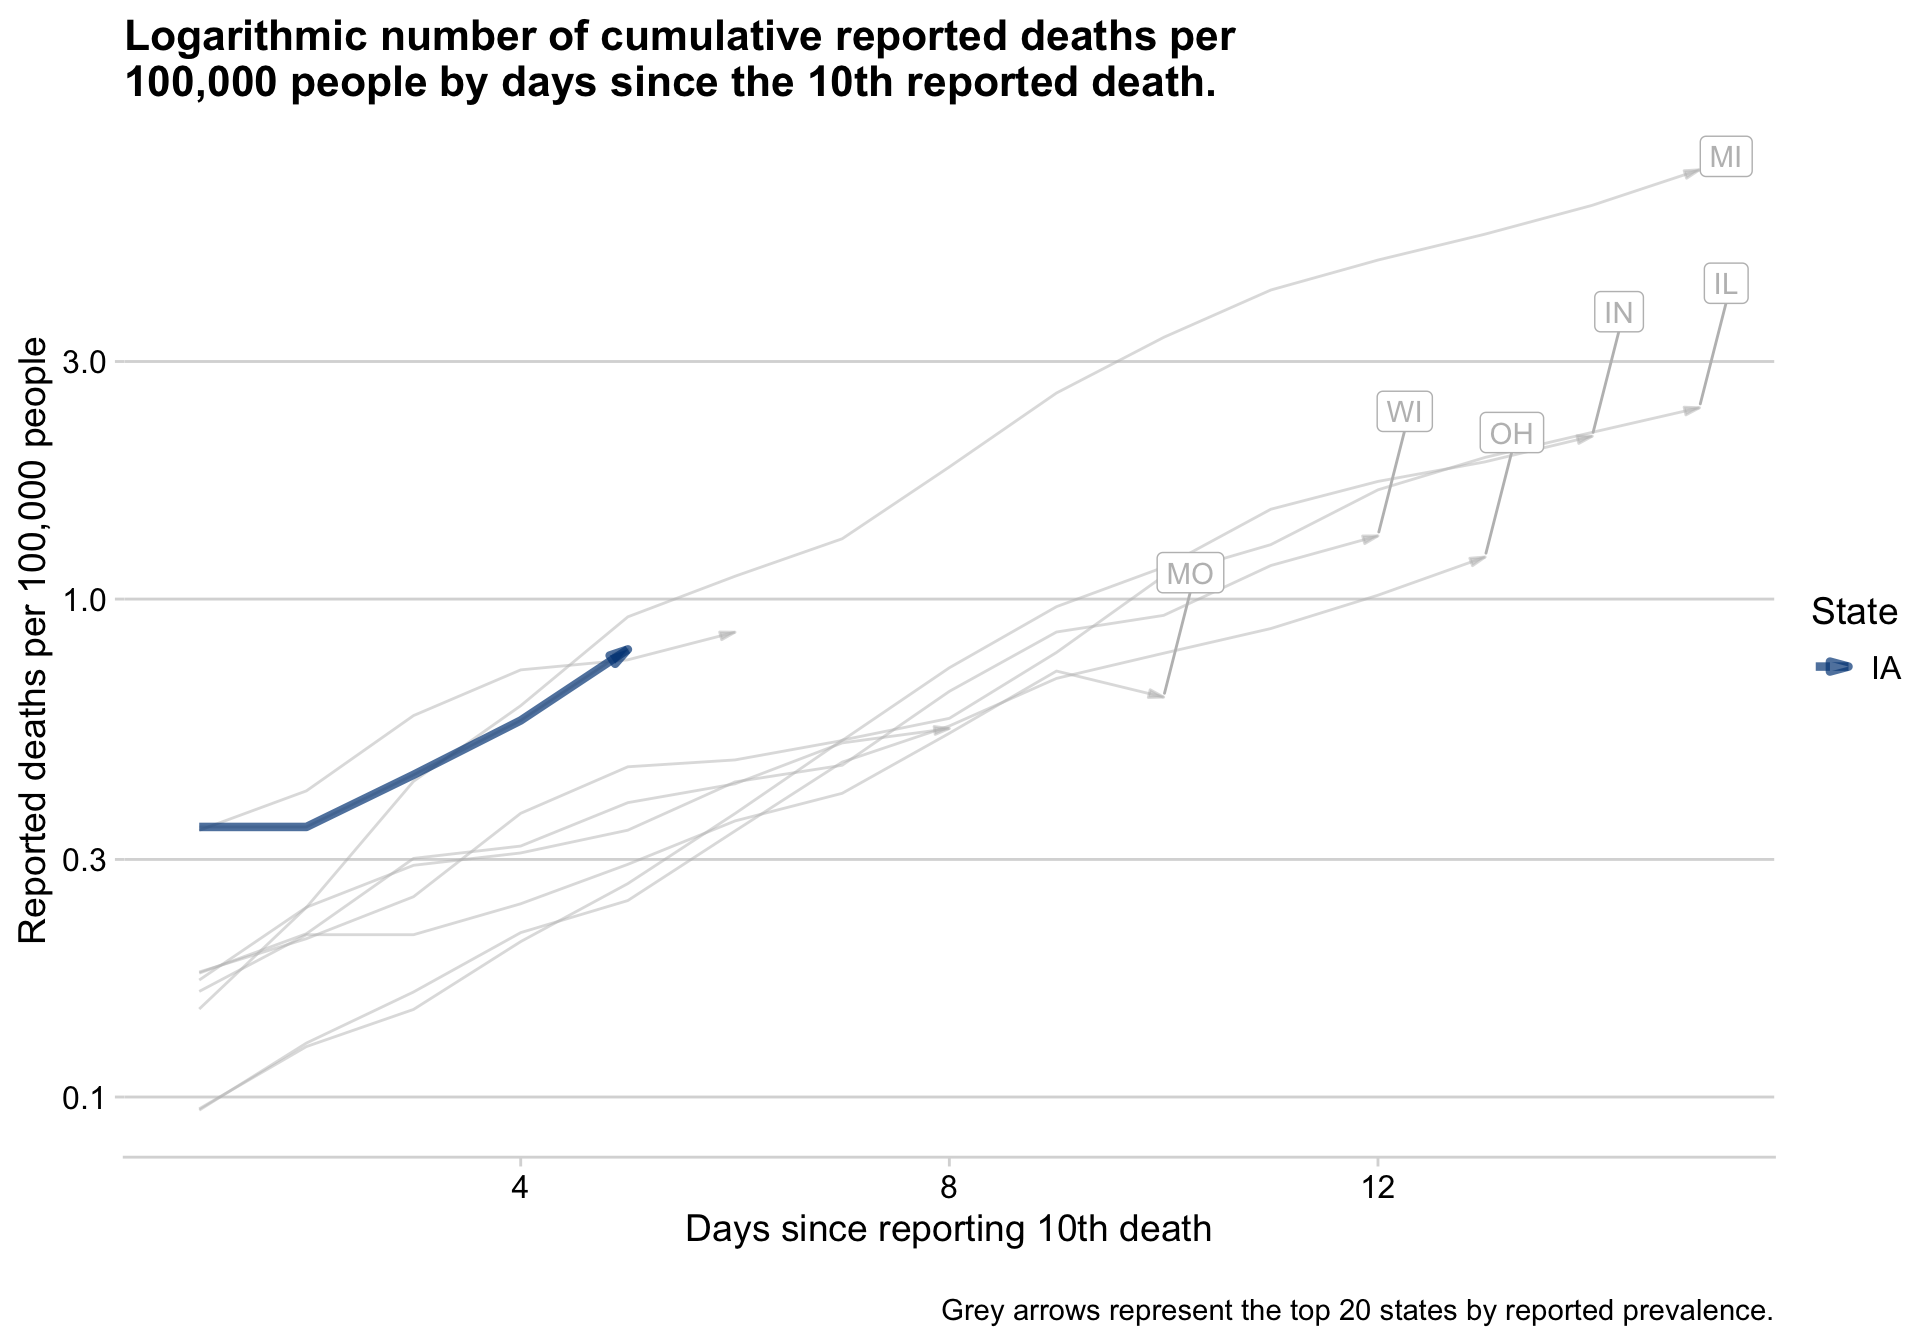 Logarithmic number of cumulative reported deaths per
100,000 people by days since the 10th reported death.
MI
IL
IN
WI
OH
MO
Reported deaths per 100,000 people
3.0
1.0
0.3
0.1
State
IA
4
8
12
Days since reporting 10th death
Grey arrows represent the top 20 states by reported prevalence.